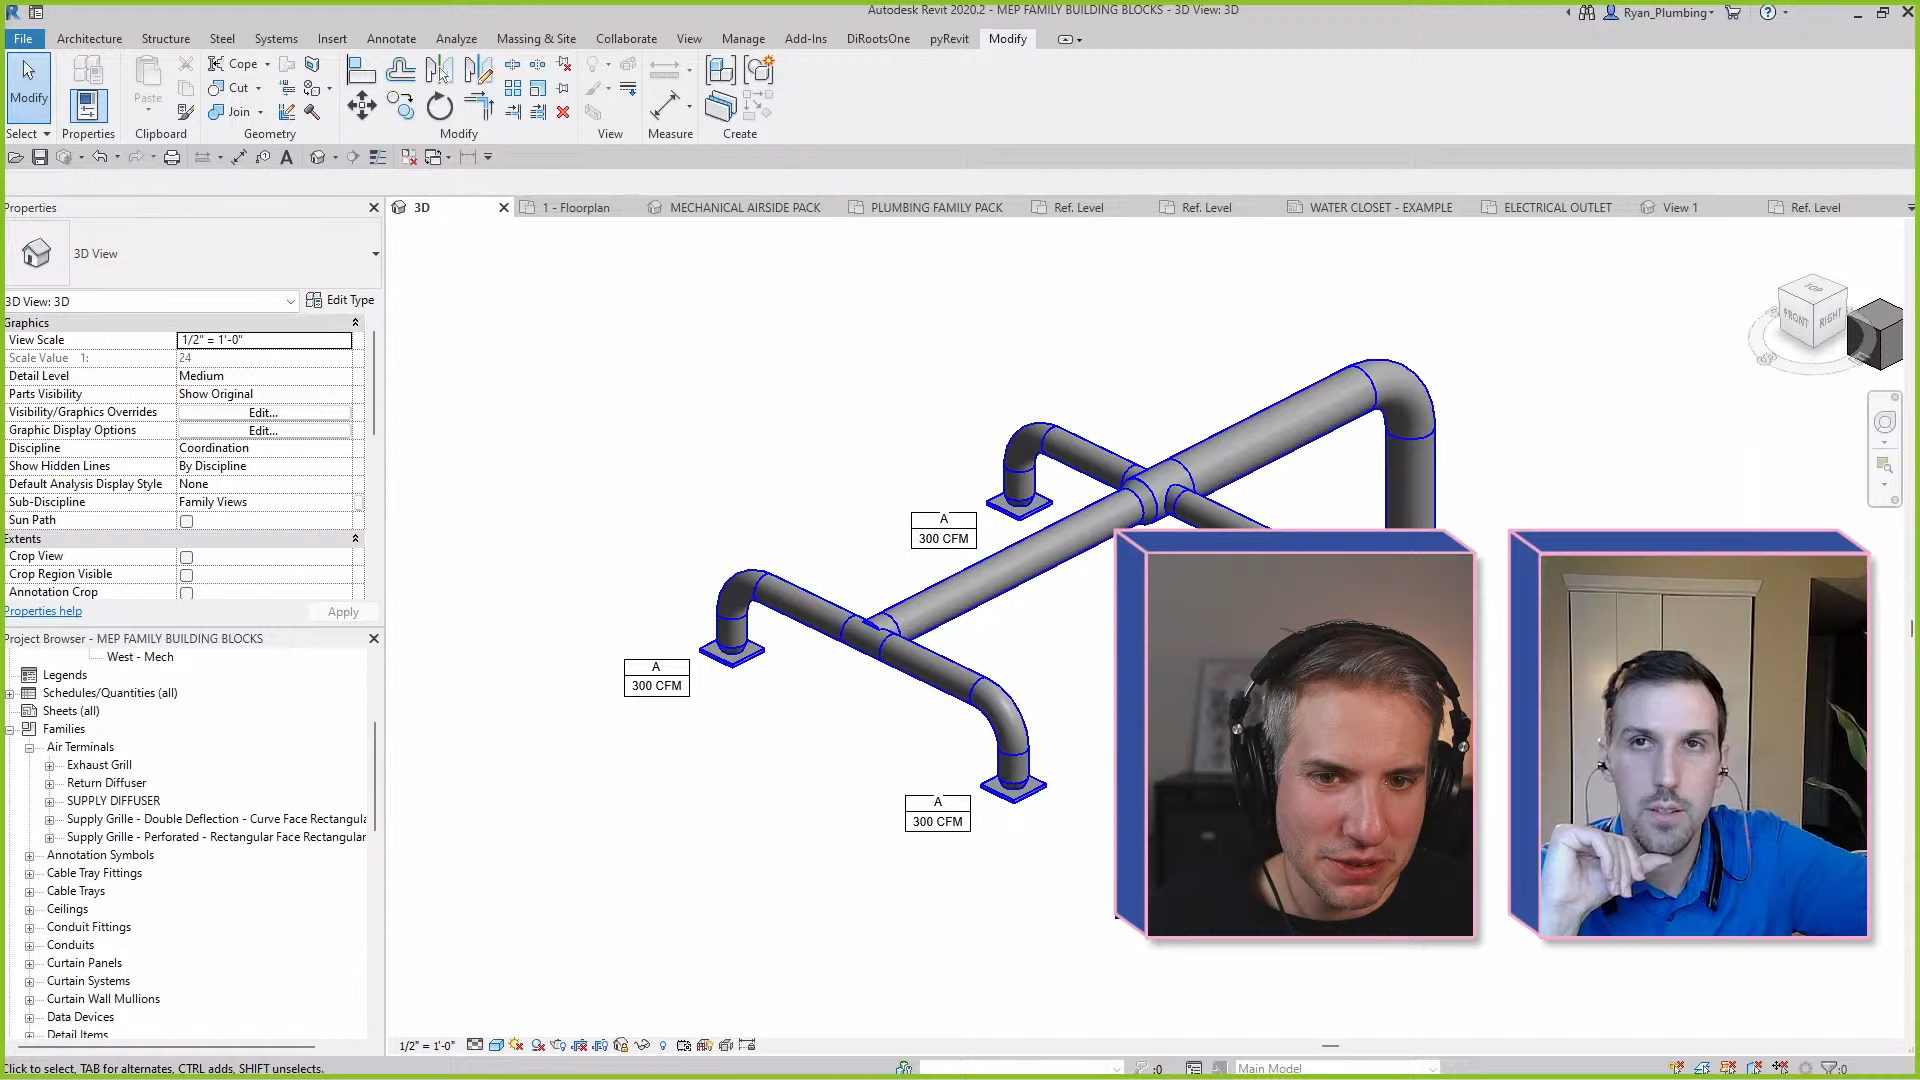 Autodesk Revit 2020.2 - MEP FAMILY BUILDING BLOCKS - 3D View: 3D
Ryan_Plumbing
File Architecture Structure Steel Systems Insert Annotate Analyze Massing & Site Collaborate View Manage Add-Ins DiRootsOne pyRevit Modify
Modify
Paste
Cope
Cut
Join
Select Properties Clipboard Geometry Modify View Measure Create
Properties
3D 1 - Floorplan MECHANICAL AIRSIDE PACK PLUMBING FAMILY PACK Ref. Level Ref. Level WATER CLOSET - EXAMPLE ELECTRICAL OUTLET View 1 Ref. Level
3D View
3D View: 3D Edit Type
Graphics
View Scale 1/2" = 1'-0"
Scale Value 1: 24
Detail Level Medium
Parts Visibility Show Original
Visibility/Graphics Overrides Edit...
Graphic Display Options Edit...
Discipline Coordination
Show Hidden Lines By Discipline
Default Analysis Display Style None
Sub-Discipline Family Views
Sun Path
Extents
Crop View
Crop Region Visible
Annotation Crop
Properties help Apply
Project Browser - MEP FAMILY BUILDING BLOCKS
West - Mech
Legends
Schedules/Quantities (all)
Sheets (all)
Families
Air Terminals
Exhaust Grill
Return Diffuser
SUPPLY DIFFUSER
Supply Grille - Double Deflection - Curve Face Rectangula
Supply Grille - Perforated - Rectangular Face Rectangular
Annotation Symbols
Cable Tray Fittings
Cable Trays
Ceilings
Conduit Fittings
Conduits
Curtain Panels
Curtain Systems
Curtain Wall Mullions
Data Devices
Detail Items
TOP
FRONT RIGHT
A
300 CFM
A
300 CFM
A
300 CFM
1/2" = 1'-0"
Click to select, TAB for alternates, CTRL adds, SHIFT unselects.
:0
Main Model
:0